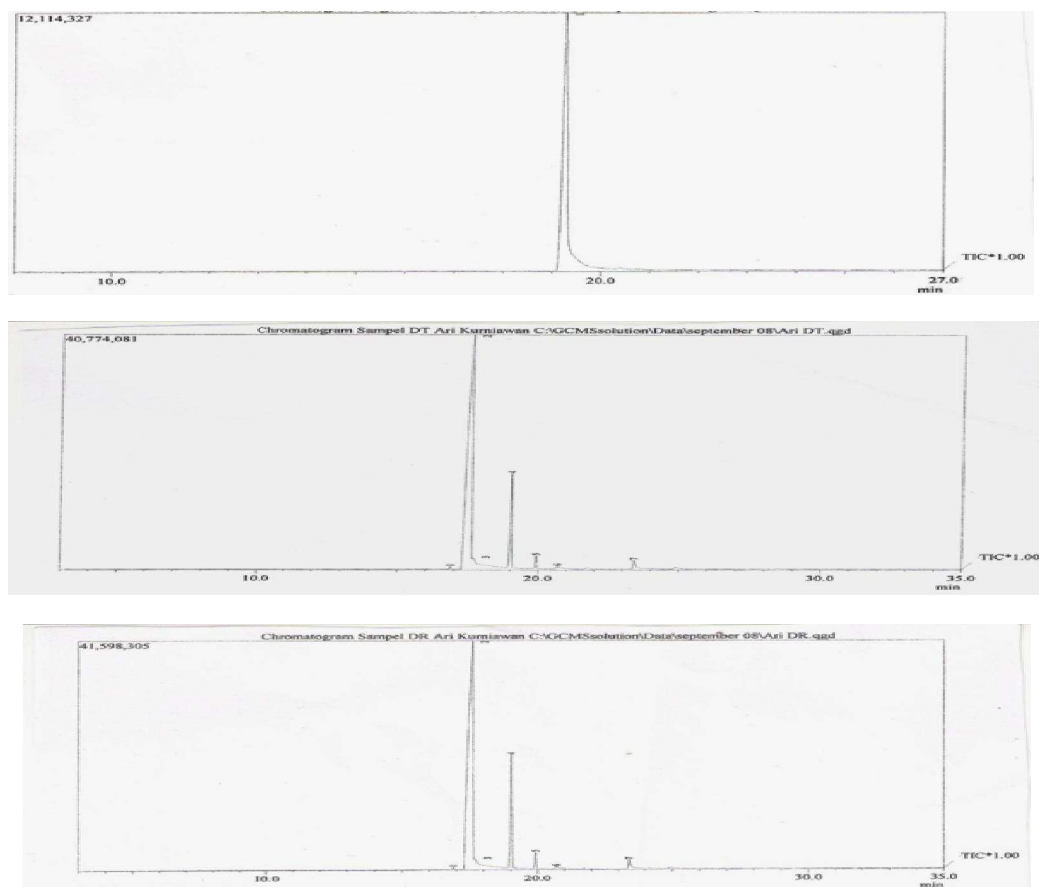 12,114,327
TIC*1.00
10.0 20.0 27.0
min
Chromatogram Sampel DT Ari Kurniawan C:\GCMSsolution\Data\september 08\Ari DT.qgd
40,774,081
TIC*1.00
10.0 20.0 30.0 35.0
min
Chromatogram Sampel DR Ari Kurniawan C:\GCMSsolution\Data\september 08\Ari DR.qgd
41,598,305
TIC*1.00
10.0 20.0 30.0 35.0
min